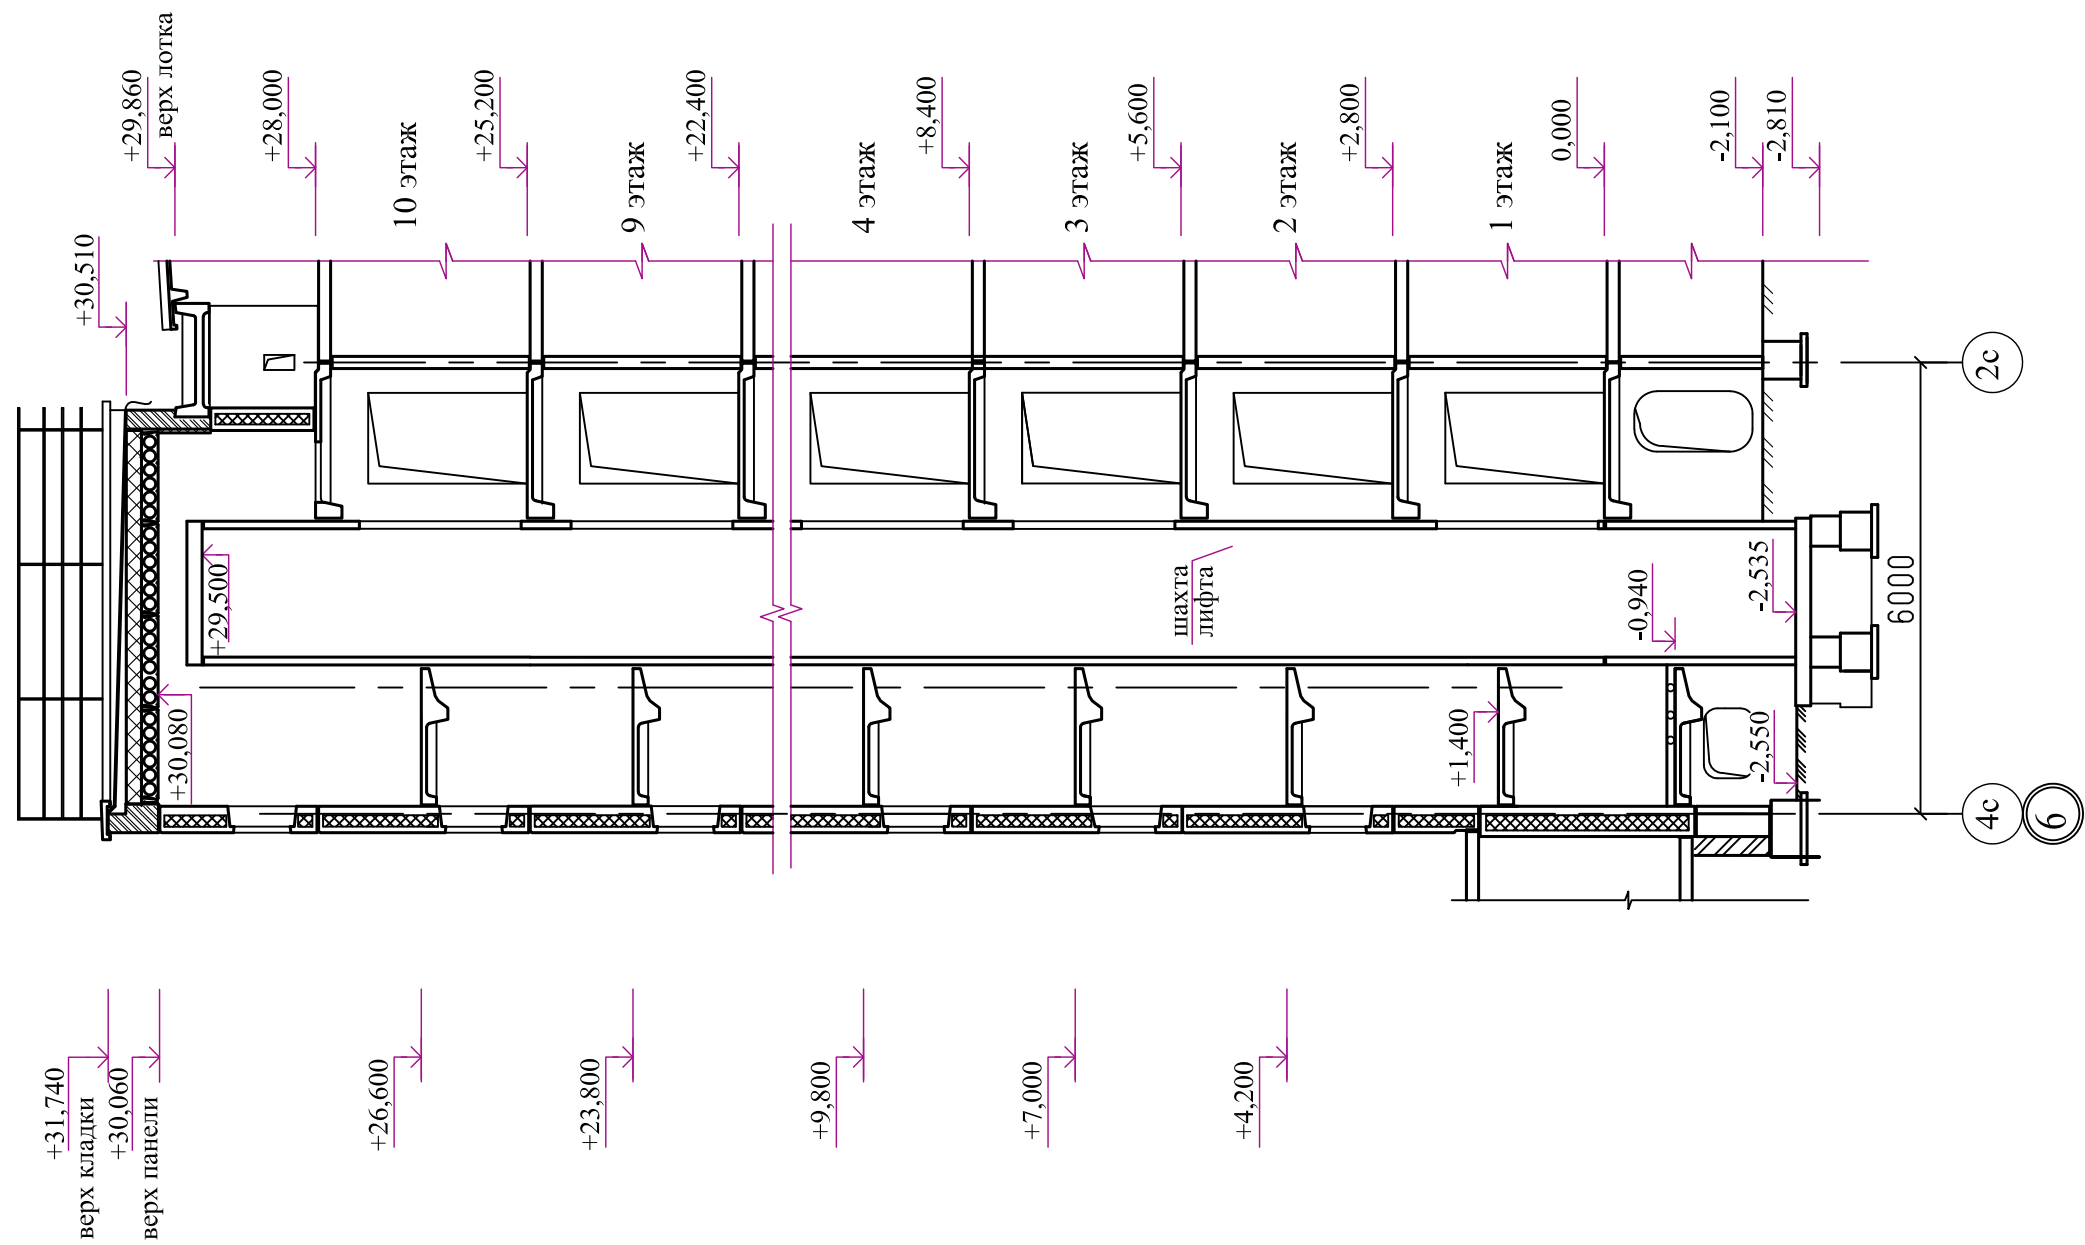 +29,860
верх лотка
+28,000
+25,200
+22,400
+8,400
+5,600
+2,800
0,000
-2,100
-2,810
+30,510
10 этаж
9 этаж
4 этаж
3 этаж
2 этаж
1 этаж
+29,500
шахта
лифта
-0,940
-2,535
+30,080
+1,400
-2,550
6000
2с
4с
6
+31,740
верх кладки
+30,060
верх панели
+26,600
+23,800
+9,800
+7,000
+4,200